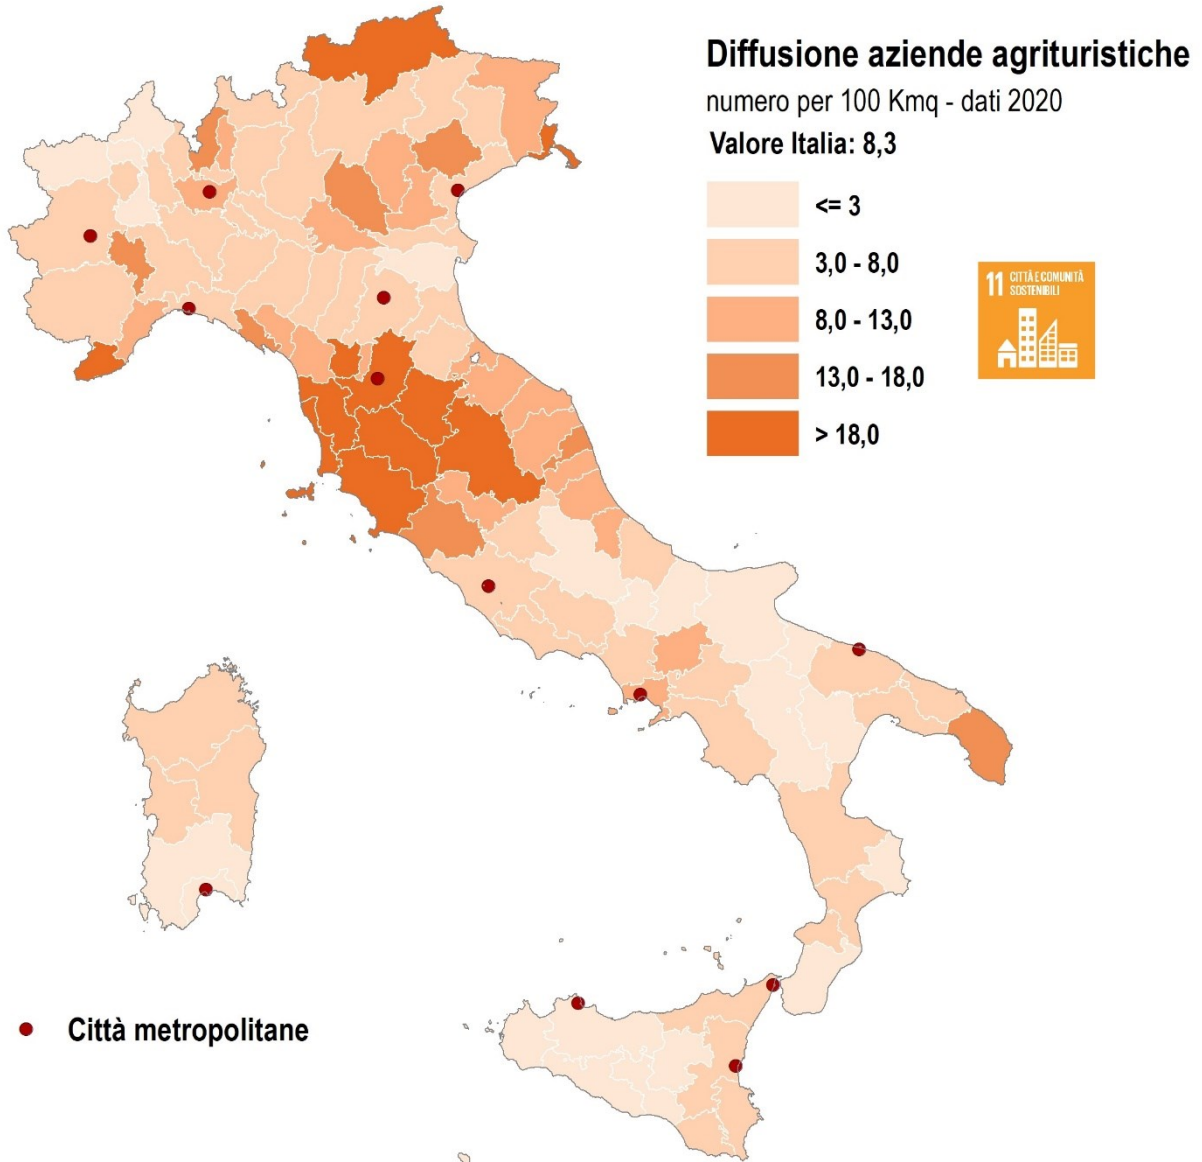 Diffusione aziende agrituristiche
numero per 100 Kmq - dati 2020
Valore Italia: 8,3
<= 3
3,0 - 8,0
8,0 - 13,0
13,0 - 18,0
> 18,0
11 CITTÀ E COMUNITÀ
SOSTENIBILI
Città metropolitane